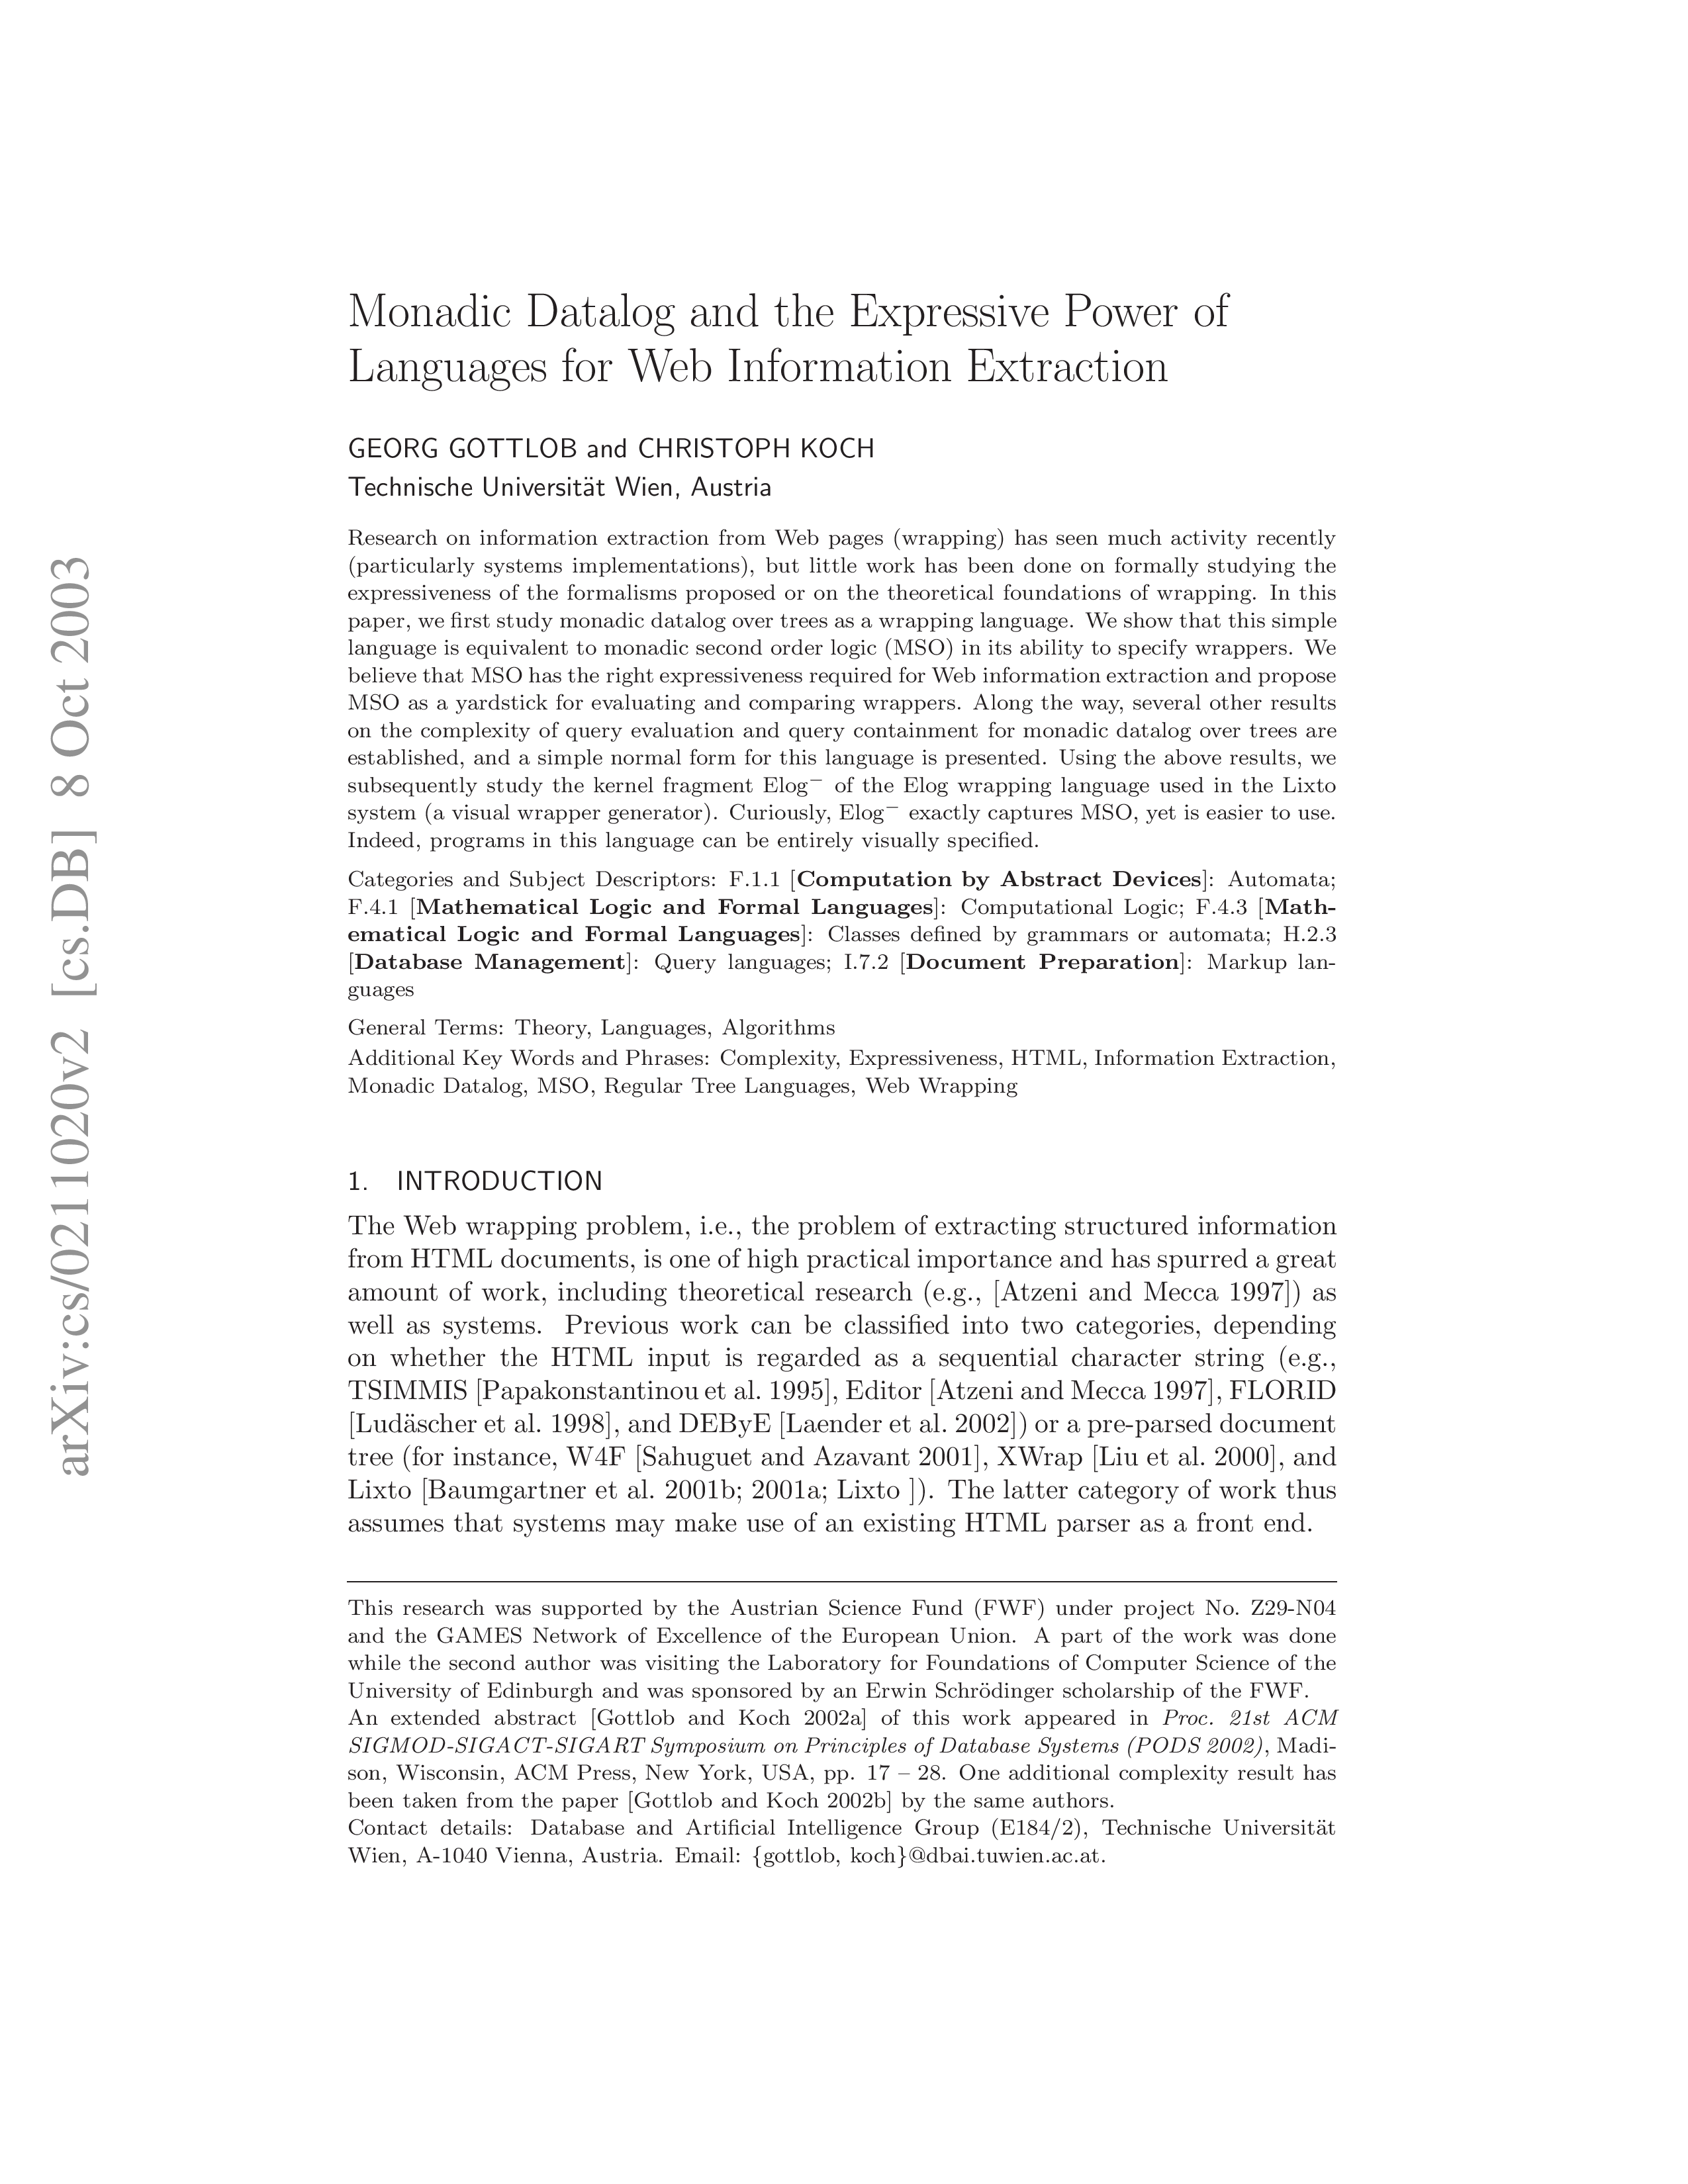 arXiv:cs/0211020v2 [cs.DB] 8 Oct 2003
Monadic Datalog and the Expressive Power of
Languages for Web Information Extraction
GEORG GOTTLOB and CHRISTOPH KOCH
Technische Universität Wien, Austria
Research on information extraction from Web pages (wrapping) has seen much activity recently
(particularly systems implementations), but little work has been done on formally studying the
expressiveness of the formalisms proposed or on the theoretical foundations of wrapping. In this
paper, we first study monadic datalog over trees as a wrapping language. We show that this simple
language is equivalent to monadic second order logic (MSO) in its ability to specify wrappers. We
believe that MSO has the right expressiveness required for Web information extraction and propose
MSO as a yardstick for evaluating and comparing wrappers. Along the way, several other results
on the complexity of query evaluation and query containment for monadic datalog over trees are
established, and a simple normal form for this language is presented. Using the above results, we
subsequently study the kernel fragment Elog⁻ of the Elog wrapping language used in the Lixto
system (a visual wrapper generator). Curiously, Elog⁻ exactly captures MSO, yet is easier to use.
Indeed, programs in this language can be entirely visually specified.
Categories and Subject Descriptors: F.1.1 [Computation by Abstract Devices]: Automata;
F.4.1 [Mathematical Logic and Formal Languages]: Computational Logic; F.4.3 [Math-
ematical Logic and Formal Languages]: Classes defined by grammars or automata; H.2.3
[Database Management]: Query languages; I.7.2 [Document Preparation]: Markup lan-
guages
General Terms: Theory, Languages, Algorithms
Additional Key Words and Phrases: Complexity, Expressiveness, HTML, Information Extraction,
Monadic Datalog, MSO, Regular Tree Languages, Web Wrapping
1. INTRODUCTION
The Web wrapping problem, i.e., the problem of extracting structured information
from HTML documents, is one of high practical importance and has spurred a great
amount of work, including theoretical research (e.g., [Atzeni and Mecca 1997]) as
well as systems. Previous work can be classified into two categories, depending
on whether the HTML input is regarded as a sequential character string (e.g.,
TSIMMIS [Papakonstantinou et al. 1995], Editor [Atzeni and Mecca 1997], FLORID
[Ludäscher et al. 1998], and DEByE [Laender et al. 2002]) or a pre-parsed document
tree (for instance, W4F [Sahuguet and Azavant 2001], XWrap [Liu et al. 2000], and
Lixto [Baumgartner et al. 2001b; 2001a; Lixto ]). The latter category of work thus
assumes that systems may make use of an existing HTML parser as a front end.
This research was supported by the Austrian Science Fund (FWF) under project No. Z29-N04
and the GAMES Network of Excellence of the European Union. A part of the work was done
while the second author was visiting the Laboratory for Foundations of Computer Science of the
University of Edinburgh and was sponsored by an Erwin Schrödinger scholarship of the FWF.
An extended abstract [Gottlob and Koch 2002a] of this work appeared in Proc. 21st ACM
SIGMOD-SIGACT-SIGART Symposium on Principles of Database Systems (PODS 2002), Madi-
son, Wisconsin, ACM Press, New York, USA, pp. 17 – 28. One additional complexity result has
been taken from the paper [Gottlob and Koch 2002b] by the same authors.
Contact details: Database and Artificial Intelligence Group (E184/2), Technische Universität
Wien, A-1040 Vienna, Austria. Email: {gottlob, koch}@dbai.tuwien.ac.at.